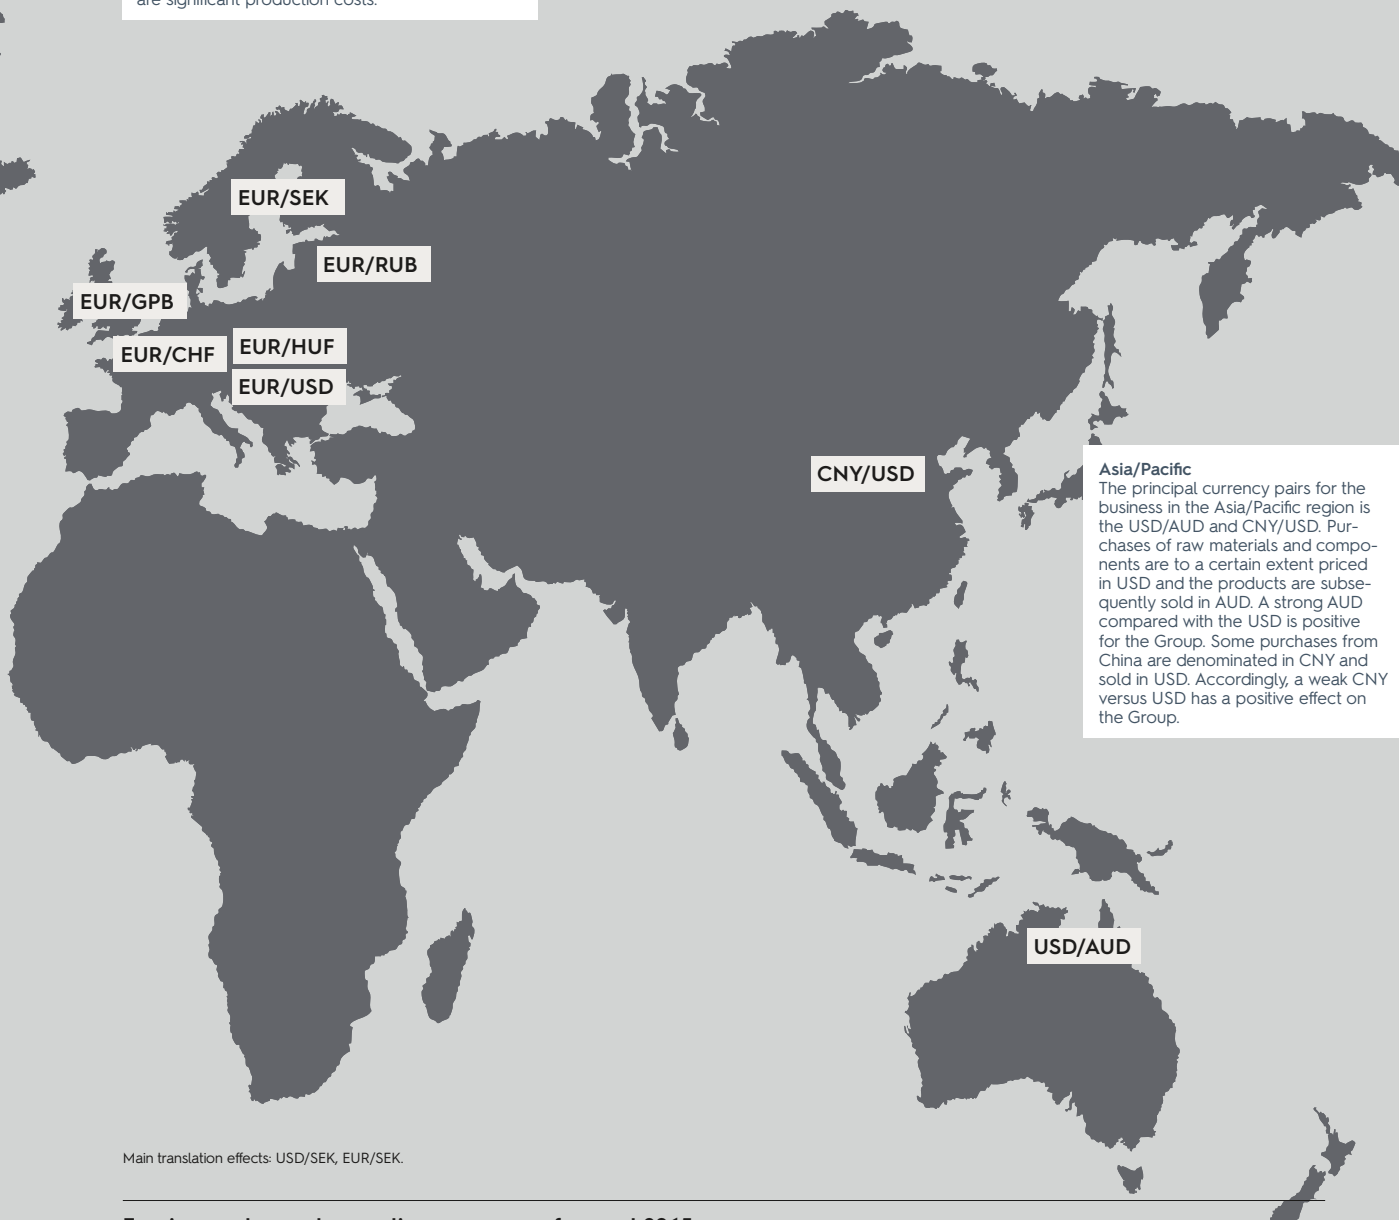 are significant production costs.
EUR/SEK
EUR/RUB
EUR/GPB
EUR/CHF
EUR/HUF
EUR/USD
CNY/USD
Asia/Pacific
The principal currency pairs for the
business in the Asia/Pacific region is
the USD/AUD and CNY/USD. Pur-
chases of raw materials and compo-
nents are to a certain extent priced
in USD and the products are subse-
quently sold in AUD. A strong AUD
compared with the USD is positive
for the Group. Some purchases from
China are denominated in CNY and
sold in USD. Accordingly, a weak CNY
versus USD has a positive effect on
the Group.
USD/AUD
Main translation effects: USD/SEK, EUR/SEK.